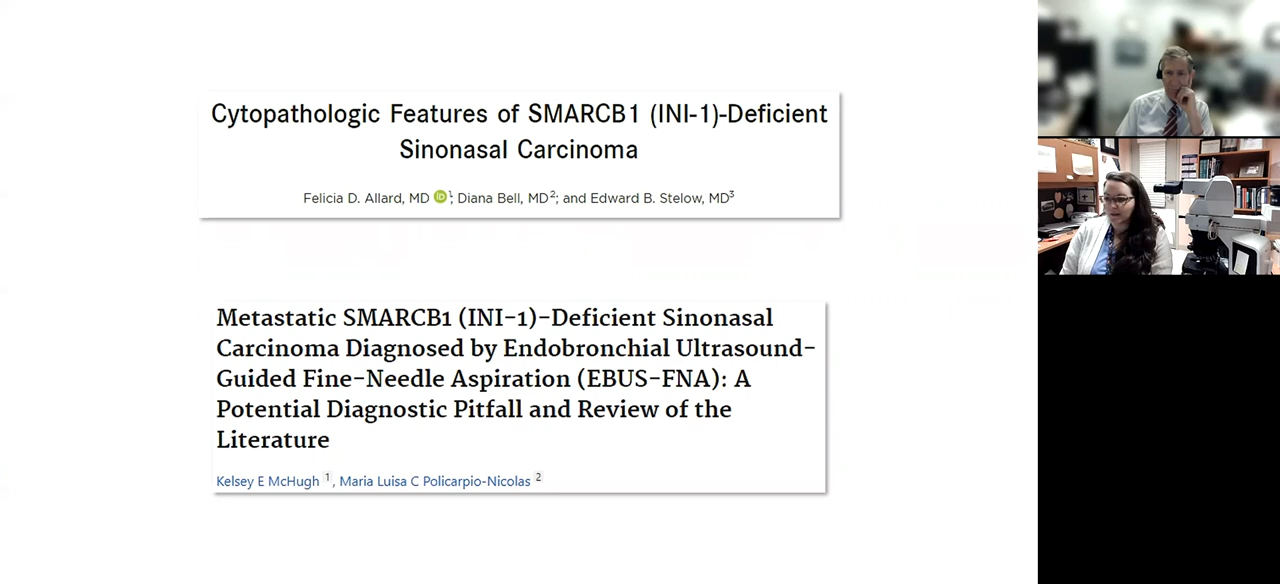 Cytopathologic Features of SMARCB1 (INI-1)-Deficient
Sinonasal Carcinoma
Felicia D. Allard, MD iD 1; Diana Bell, MD2; and Edward B. Stelow, MD3
Metastatic SMARCB1 (INI-1)-Deficient Sinonasal
Carcinoma Diagnosed by Endobronchial Ultrasound-
Guided Fine-Needle Aspiration (EBUS-FNA): A
Potential Diagnostic Pitfall and Review of the
Literature
Kelsey E McHugh 1, Maria Luisa C Policarpio-Nicolas 2